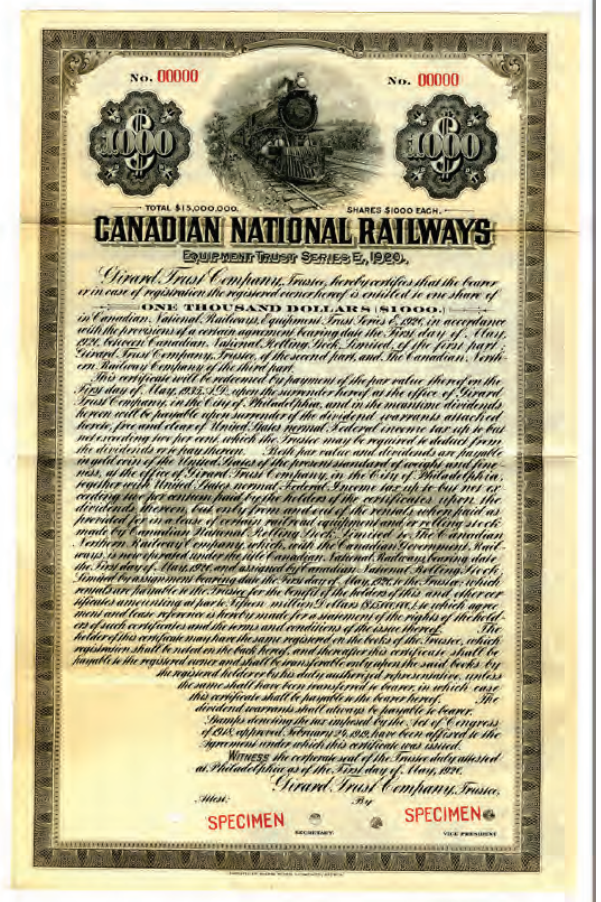 No. 00000
No. 00000
$1000
$1000
TOTAL $15,000,000.
SHARES $1000 EACH.
CANADIAN NATIONAL RAILWAYS
EQUIPMENT TRUST SERIES E, 1920.
Girard Trust Company, Trustee, hereby certifies that the bearer
or in case of registration the registered owner hereof is entitled to one share of
ONE THOUSAND DOLLARS ($1000.)
in Canadian National Railways Equipment Trust Series E, 1920, in accordance
with the provisions of a certain agreement bearing date the First day of May,
1920, between Canadian National Rolling Stock, Limited, of the first part,
Girard Trust Company, Trustee, of the second part, and The Canadian North-
ern Railway Company of the third part.
This certificate will be redeemed by payment of the par value thereof on the
First day of May, 1935, A.D., upon the surrender hereof at the office of Girard
Trust Company, in the City of Philadelphia, and in the meantime dividends
hereon will be payable upon surrender of the dividend warrants attached
hereto, free and clear of United States normal Federal income tax up to but
not exceeding two per cent. which the Trustee may be required to deduct from
the dividends or to pay thereon. Both par value and dividends are payable
in gold coin of the United States of the present standard of weight and fine-
ness, at the office of Girard Trust Company, in the City of Philadelphia,
together with United States normal Federal Income tax up to but not ex-
ceeding two per centum paid by the holders of the certificates upon the
dividends thereon, but only from and out of the rentals when paid as
provided for in a lease of certain railroad equipment and or rolling stock
made by Canadian National Rolling Stock, Limited to The Canadian
Northern Railway Company, which, with the Canadian Government Rail-
ways, is now operated under the title Canadian National Railways, bearing date
the First day of May, 1920, and assigned by Canadian National Rolling Stock,
Limited by assignment bearing date the First day of May, 1920, to the Trustee, which
rentals are payable to the Trustee for the benefit of the holders of this and other cer-
tificates amounting at par to Fifteen million Dollars to which agree-
ment and lease reference is hereby made for a statement of the rights of the hold-
ers of such certificates and the terms and conditions of the issue thereof. The
holder of this certificate may have the same registered on the books of the Trustee, which
registration shall be noted on the back hereof, and thereafter this certificate shall be
payable to the registered owner and shall be transferable only upon the said books by
the registered holder or by his duly authorized representative, unless
the same shall have been transferred to bearer, in which case
this certificate shall be payable to the bearer hereof. The
dividend warrants shall always be payable to bearer.
Stamps denoting the tax imposed by the Act of Congress
of 1918, approved February 24, 1919, have been affixed to the
Agreement under which this certificate was issued.
WITNESS the corporate seal of the Trustee duly attested
at Philadelphia as of the First day of May, 1920.
Girard Trust Company, Trustee,
Attest: By
SPECIMEN SPECIMEN
SECRETARY. VICE PRESIDENT